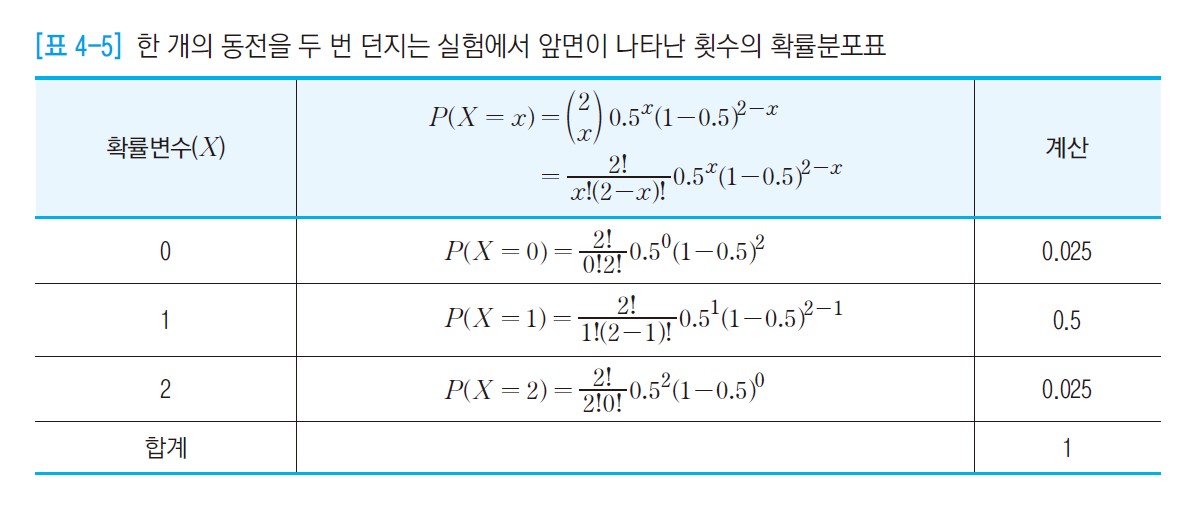 [표 4-5] 한 개의 동전을 두 번 던지는 실험에서 앞면이 나타난 횟수의 확률분포표
확률변수(X)
P(X = x) = (2 x) 0.5^x(1-0.5)^2-x
= 2!/x!(2-x)! 0.5^x(1-0.5)^2-x
계산
0 P(X = 0) = 2!/0!2! 0.5^0(1-0.5)^2 0.025
1 P(X = 1) = 2!/1!(2-1)! 0.5^1(1-0.5)^2-1 0.5
2 P(X = 2) = 2!/2!0! 0.5^2(1-0.5)^0 0.025
합계 1